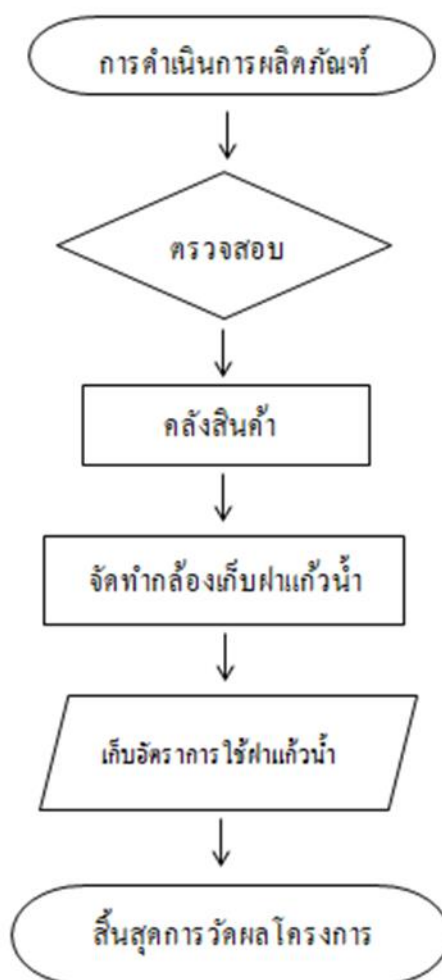 การดำเนินการผลิตภัณฑ์
ตรวจสอบ
คลังสินค้า
จัดทำกล้องเก็บฝาแก้วน้ำ
เก็บอัตราการใช้ฝาแก้วน้ำ
สิ้นสุดการวัดผลโครงการ